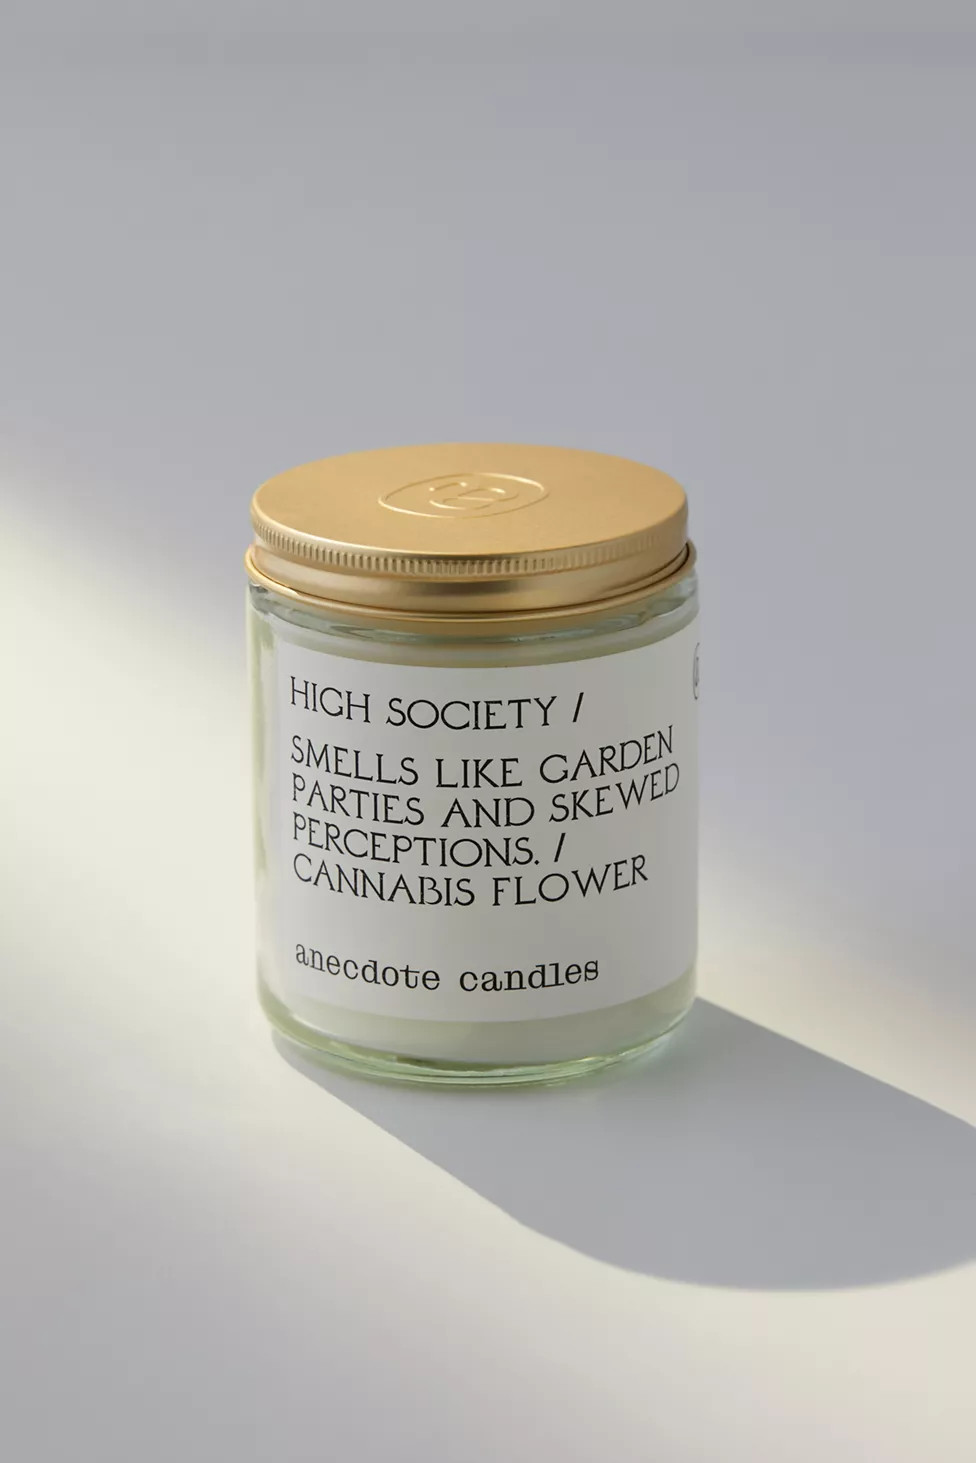 HIGH SOCIETY /
SMELLS LIKE GARDEN
PARTIES AND SKEWED
PERCEPTIONS. /
CANNABIS FLOWER
anecdote candles